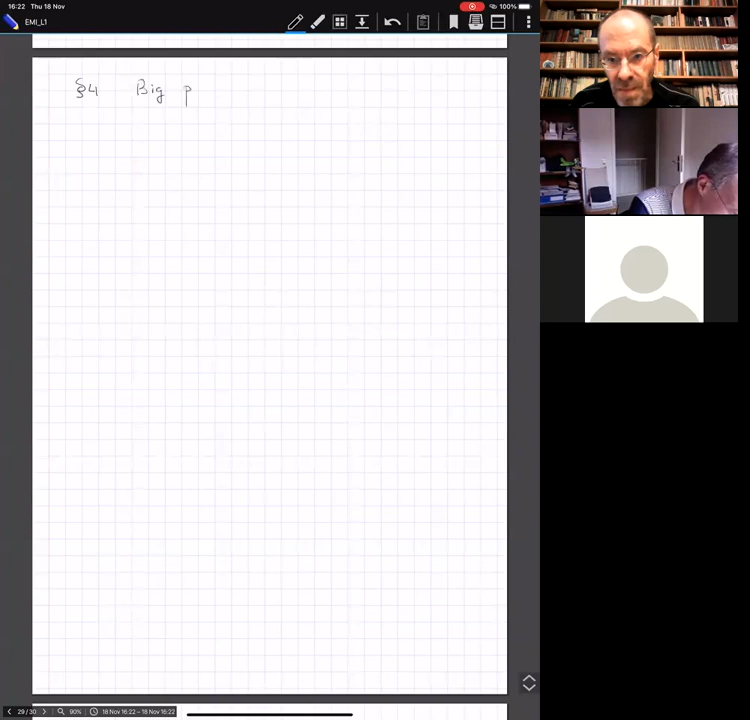 16:22 Thu 18 Nov
100%
EMI_L1
§4 Big p
29 / 30
90%
18 Nov 16:22 – 18 Nov 16:22